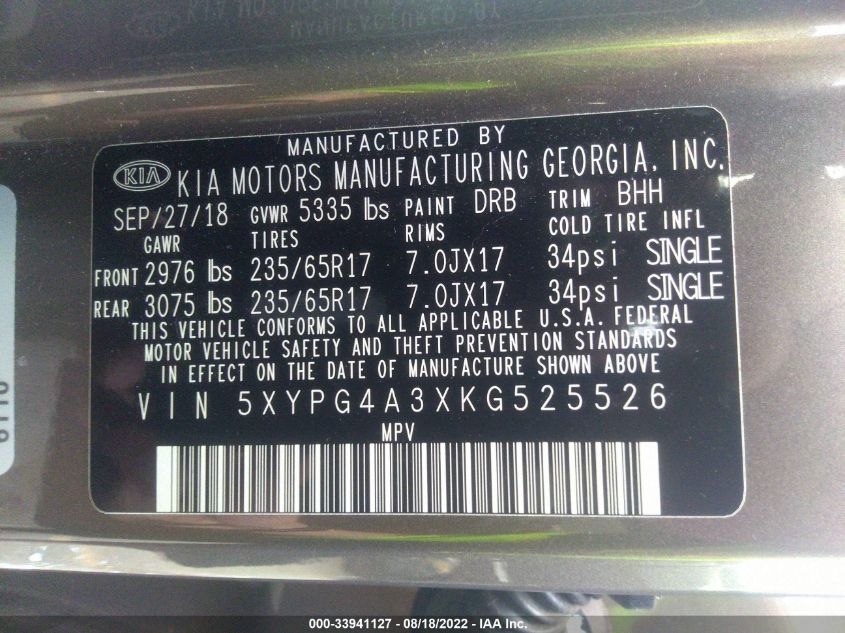 MANUFACTURED BY
KIA KIA MOTORS MANUFACTURING GEORGIA, INC.
SEP/27/18 GVWR 5335 lbs PAINT DRB TRIM BHH
GAWR TIRES RIMS COLD TIRE INFL
FRONT 2976 lbs 235/65R17 7.0JX17 34psi SINGLE
REAR 3075 lbs 235/65R17 7.0JX17 34psi SINGLE
THIS VEHICLE CONFORMS TO ALL APPLICABLE U.S.A. FEDERAL
MOTOR VEHICLE SAFETY AND THEFT PREVENTION STANDARDS
IN EFFECT ON THE DATE OF MANUFACTURE SHOWN ABOVE
VIN 5XYPG4A3XKG525526
MPV
000-33941127 - 08/18/2022 - IAA Inc.